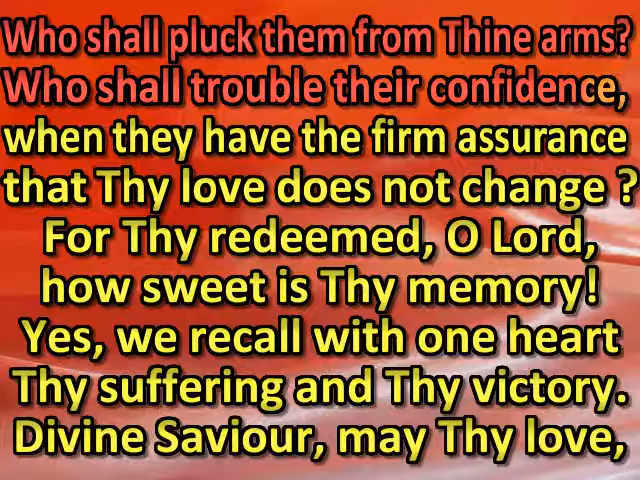 Who shall pluck them from Thine arms?
Who shall trouble their confidence,
when they have the firm assurance
that Thy love does not change ?
For Thy redeemed, O Lord,
how sweet is Thy memory!
Yes, we recall with one heart
Thy suffering and Thy victory.
Divine Saviour, may Thy love,